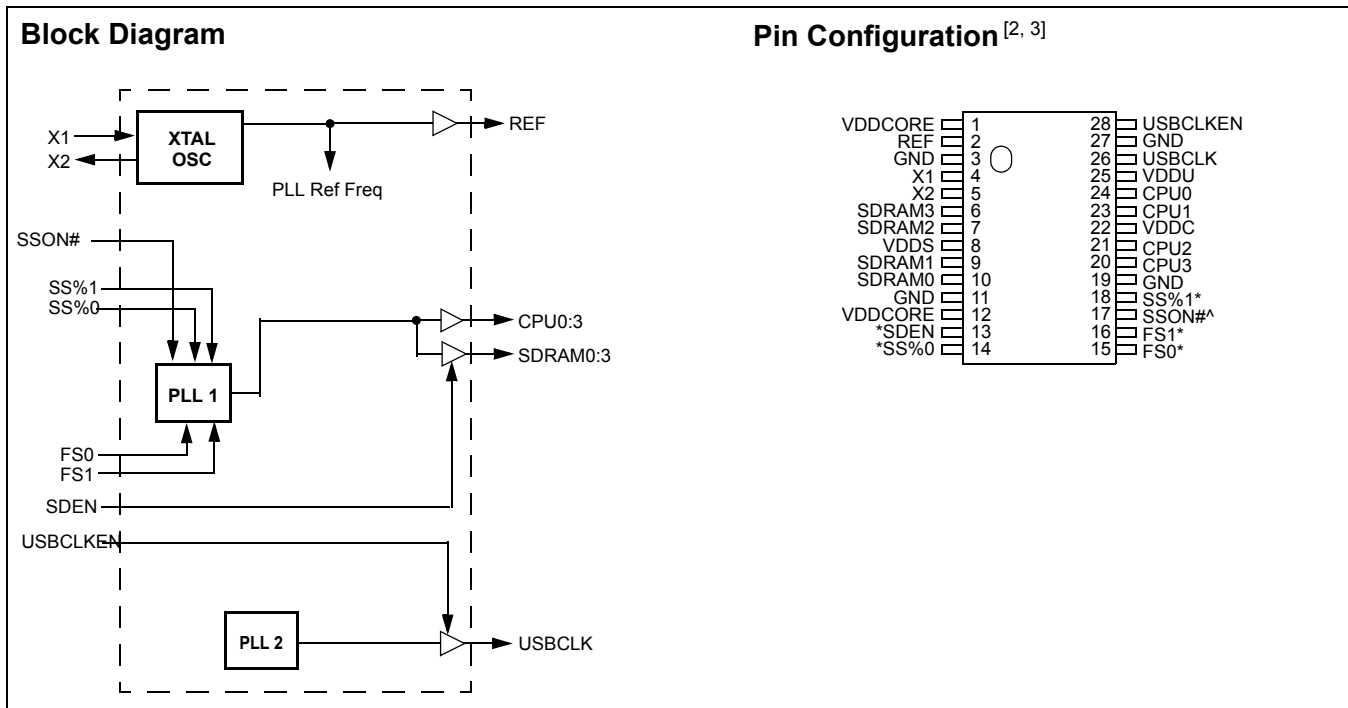 Block Diagram
X1
X2
XTAL
OSC
REF
PLL Ref Freq
SSON#
SS%1
SS%0
PLL 1
CPU0:3
SDRAM0:3
FS0
FS1
SDEN
USBCLKEN
PLL 2
USBCLK
Pin Configuration [2, 3]
VDDCORE 1 28 USBCLKEN
REF 2 27 GND
GND 3 26 USBCLK
X1 4 25 VDDU
X2 5 24 CPU0
SDRAM3 6 23 CPU1
SDRAM2 7 22 VDDC
VDDS 8 21 CPU2
SDRAM1 9 20 CPU3
SDRAM0 10 19 GND
GND 11 18 SS%1*
VDDCORE 12 17 SSON#^
*SDEN 13 16 FS1*
*SS%0 14 15 FS0*